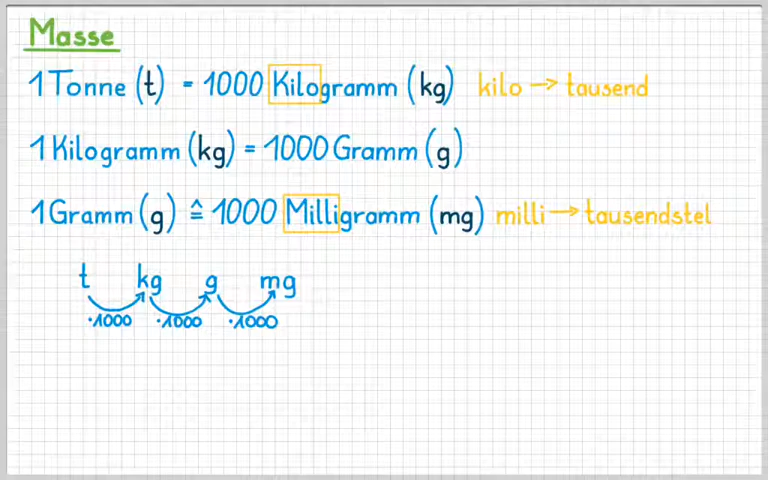 Masse
1 Tonne (t) = 1000 Kilogramm (kg) kilo → tausend
1 Kilogramm (kg) = 1000 Gramm (g)
1 Gramm (g) ≙ 1000 Milligramm (mg) milli → tausendstel
t kg g mg
·1000 ·1000 ·1000